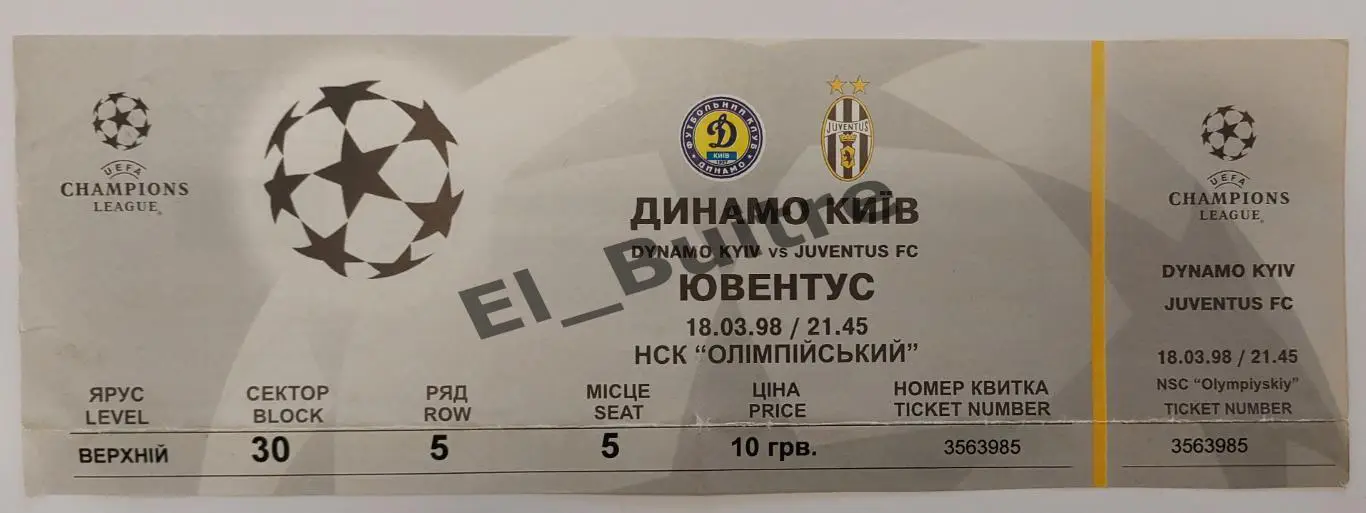 UEFA
CHAMPIONS
LEAGUE®
ФУТБОЛЬНИЙ КЛУБ
Д
КИЇВ
1927
ДИНАМО
JUVENTUS
ДИНАМО КИЇВ
DYNAMO KYIV vs JUVENTUS FC
ЮВЕНТУС
18.03.98 / 21.45
НСК “ОЛІМПІЙСЬКИЙ”
El_Buitre
ЯРУС СЕКТОР РЯД МІСЦЕ ЦІНА НОМЕР КВИТКА
LEVEL BLOCK ROW SEAT PRICE TICKET NUMBER
ВЕРХНІЙ 30 5 5 10 грн. 3563985
UEFA
CHAMPIONS
LEAGUE®
DYNAMO KYIV
JUVENTUS FC
18.03.98 / 21.45
NSC “Olympiyskiy”
TICKET NUMBER
3563985